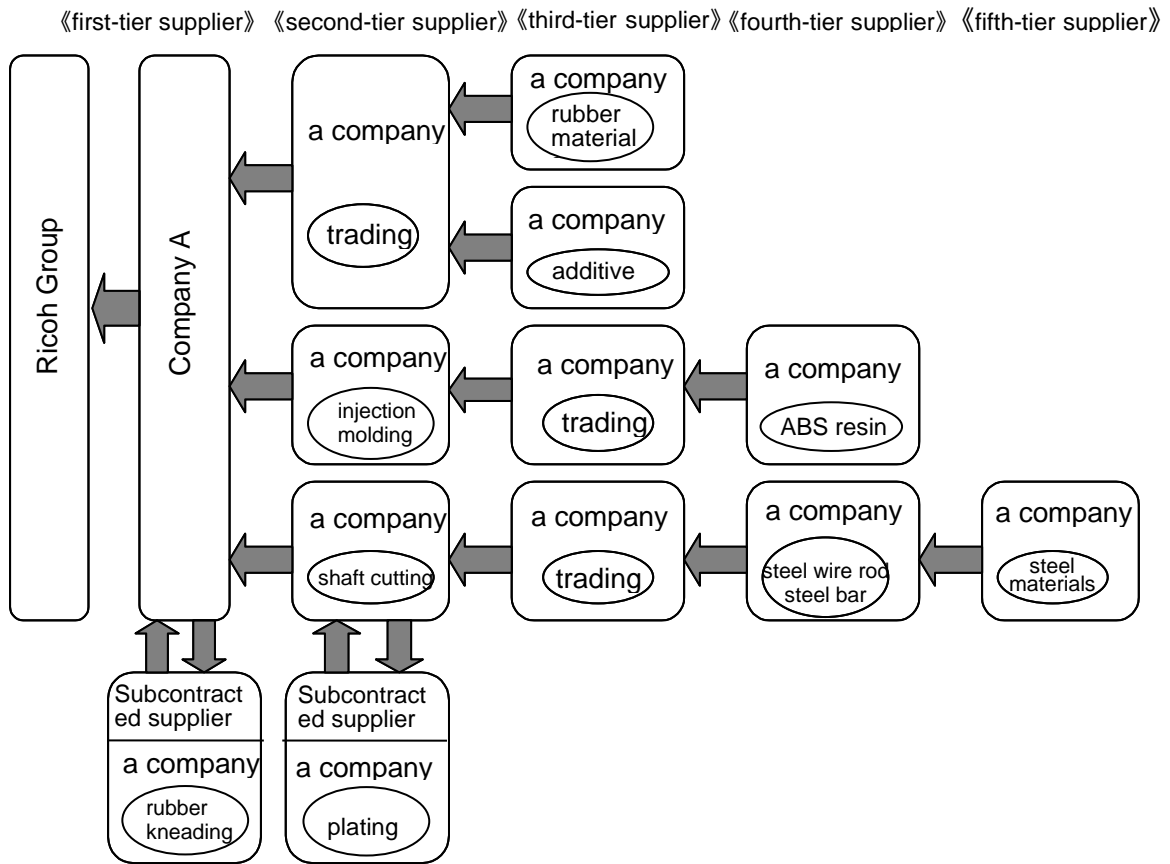 《first-tier supplier》 《second-tier supplier》 《third-tier supplier》 《fourth-tier supplier》 《fifth-tier supplier》
Ricoh Group
Company A
a company
trading
a company
rubber
material
a company
additive
a company
injection
molding
a company
trading
a company
ABS resin
a company
shaft cutting
a company
trading
a company
steel wire rod
steel bar
a company
steel
materials
Subcontract
ed supplier
a company
rubber
kneading
Subcontract
ed supplier
a company
plating